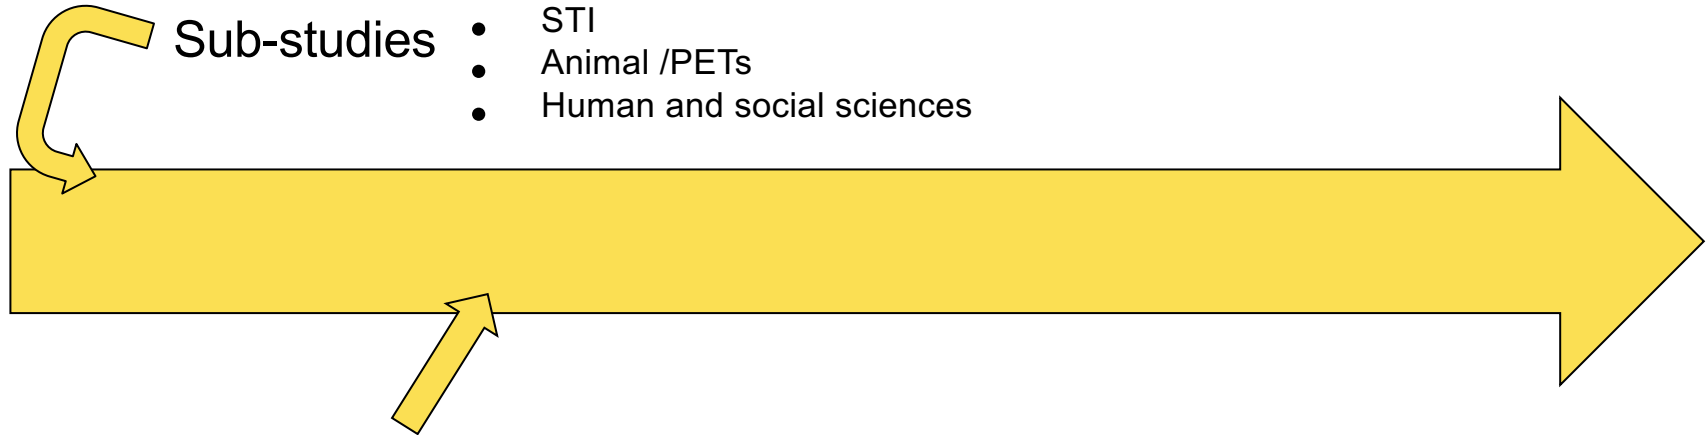 Sub-studies
• STI
• Animal /PETs
• Human and social sciences